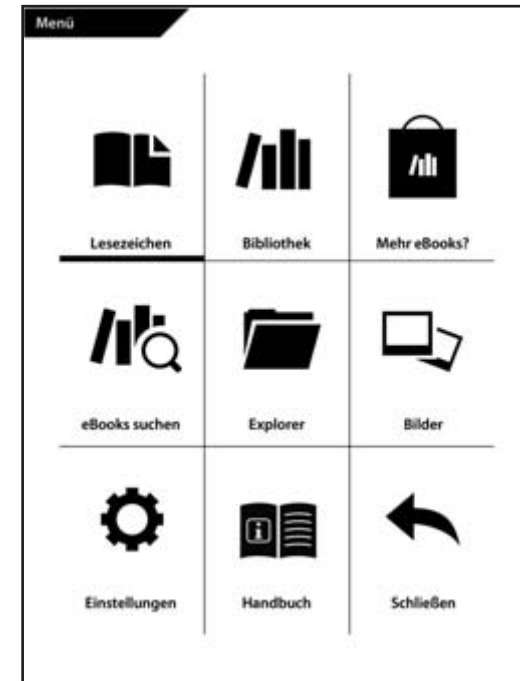 Menü
Lesezeichen
Bibliothek
Mehr eBooks?
eBooks suchen
Explorer
Bilder
Einstellungen
Handbuch
Schließen